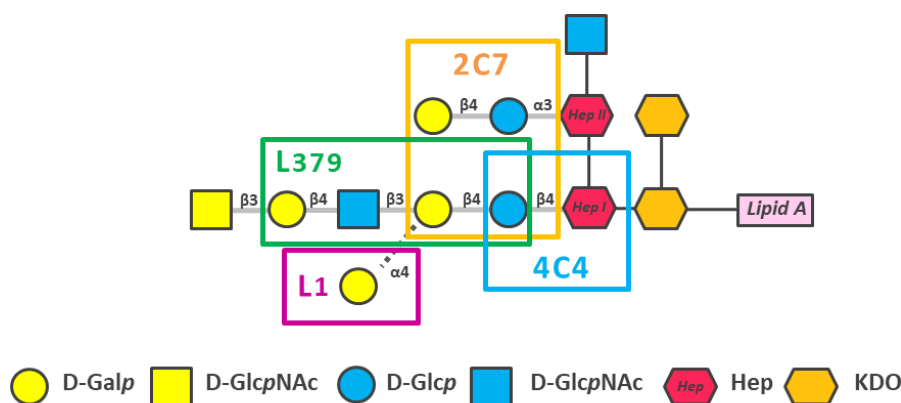 2C7
β4 α3 Hep II
L379
β3 β4 β3 β4 β4 Hep I Lipid A
L1 α4 4C4
D-Galp D-GlcpNAc D-Glcp D-GlcpNAc Hep Hep KDO